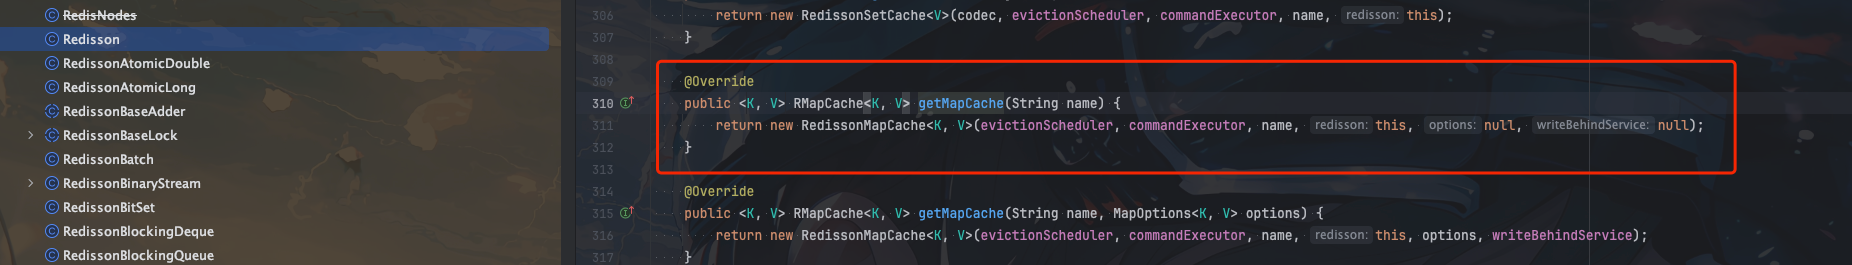 RedisNodes
Redisson
RedissonAtomicDouble
RedissonAtomicLong
RedissonBaseAdder
RedissonBaseLock
RedissonBatch
RedissonBinaryStream
RedissonBitSet
RedissonBlockingDeque
RedissonBlockingQueue
306 return new RedissonSetCache<V>(codec, evictionScheduler, commandExecutor, name, redisson: this);
307 }
308
309 @Override
310 public <K, V> RMapCache<K, V> getMapCache(String name) {
311 return new RedissonMapCache<K, V>(evictionScheduler, commandExecutor, name, redisson: this, options: null, writeBehindService: null);
312 }
313
314 @Override
315 public <K, V> RMapCache<K, V> getMapCache(String name, MapOptions<K, V> options) {
316 return new RedissonMapCache<K, V>(evictionScheduler, commandExecutor, name, redisson: this, options, writeBehindService);
317 }